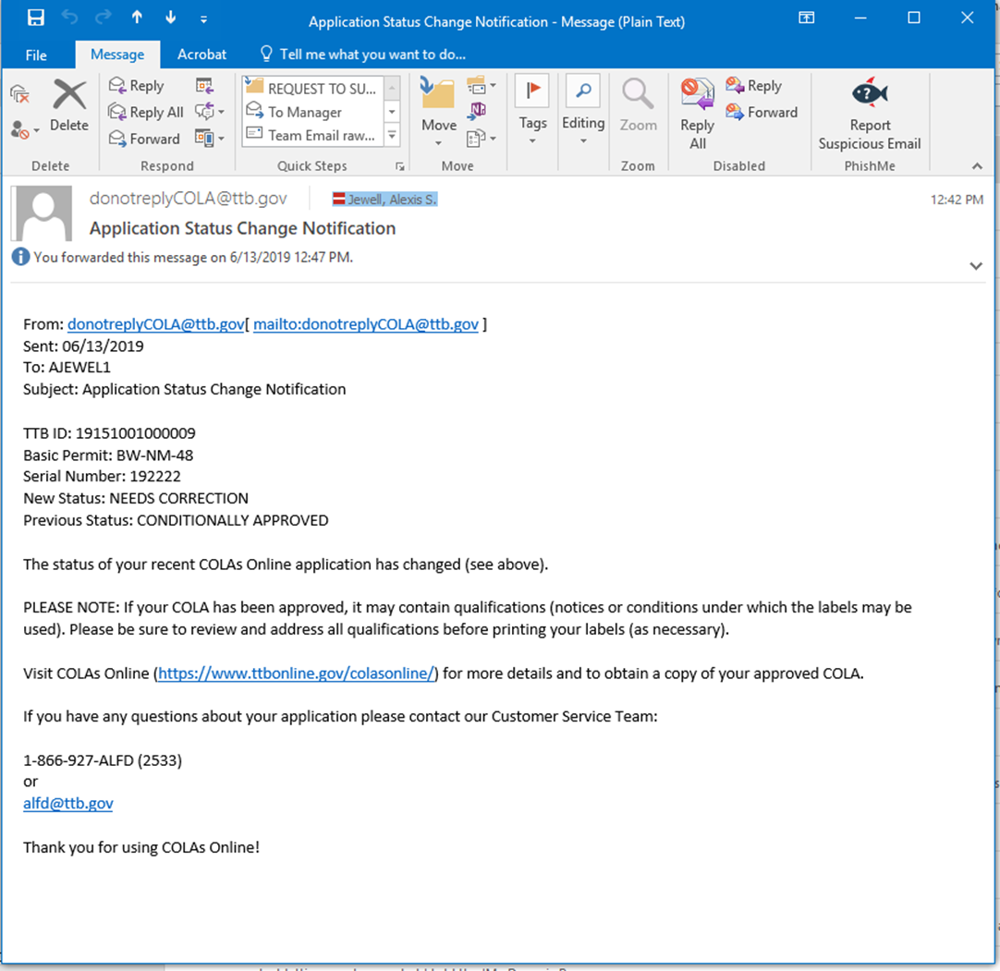 Application Status Change Notification - Message (Plain Text)
File
Message
Acrobat
Tell me what you want to do...
Delete
Reply
Reply All
Forward
REQUEST TO SU...
To Manager
Team Email raw...
Move
Tags
Editing
Zoom
Reply All
Reply
Forward
Report Suspicious Email
Delete
Respond
Quick Steps
Move
Zoom
Disabled
PhishMe
donotreplyCOLA@ttb.gov
Jewell, Alexis S.
12:42 PM
Application Status Change Notification
You forwarded this message on 6/13/2019 12:47 PM.
From: donotreplyCOLA@ttb.gov[ mailto:donotreplyCOLA@ttb.gov ]
Sent: 06/13/2019
To: AJEWEL1
Subject: Application Status Change Notification
TTB ID: 19151001000009
Basic Permit: BW-NM-48
Serial Number: 192222
New Status: NEEDS CORRECTION
Previous Status: CONDITIONALLY APPROVED
The status of your recent COLAs Online application has changed (see above).
PLEASE NOTE: If your COLA has been approved, it may contain qualifications (notices or conditions under which the labels may be
used). Please be sure to review and address all qualifications before printing your labels (as necessary).
Visit COLAs Online (https://www.ttbonline.gov/colasonline/) for more details and to obtain a copy of your approved COLA.
If you have any questions about your application please contact our Customer Service Team:
1-866-927-ALFD (2533)
or
alfd@ttb.gov
Thank you for using COLAs Online!